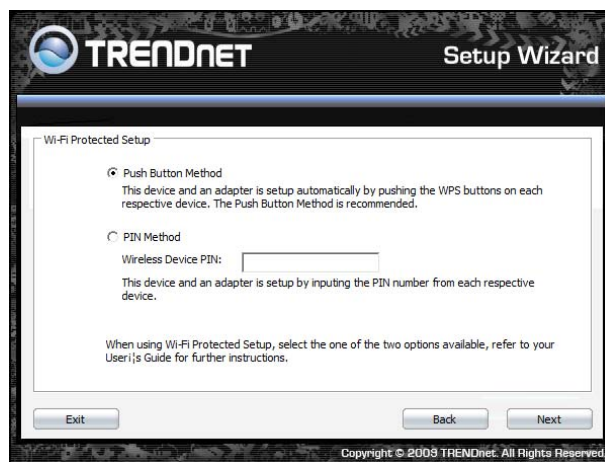 TRENDNET
Setup Wizard
Wi-Fi Protected Setup
Push Button Method
This device and an adapter is setup automatically by pushing the WPS buttons on each
respective device. The Push Button Method is recommended.
PIN Method
Wireless Device PIN:
This device and an adapter is setup by inputing the PIN number from each respective
device.
When using Wi-Fi Protected Setup, select the one of the two options available, refer to your
Useri¦s Guide for further instructions.
Exit
Back
Next
Copyright © 2009 TRENDnet. All Rights Reserved